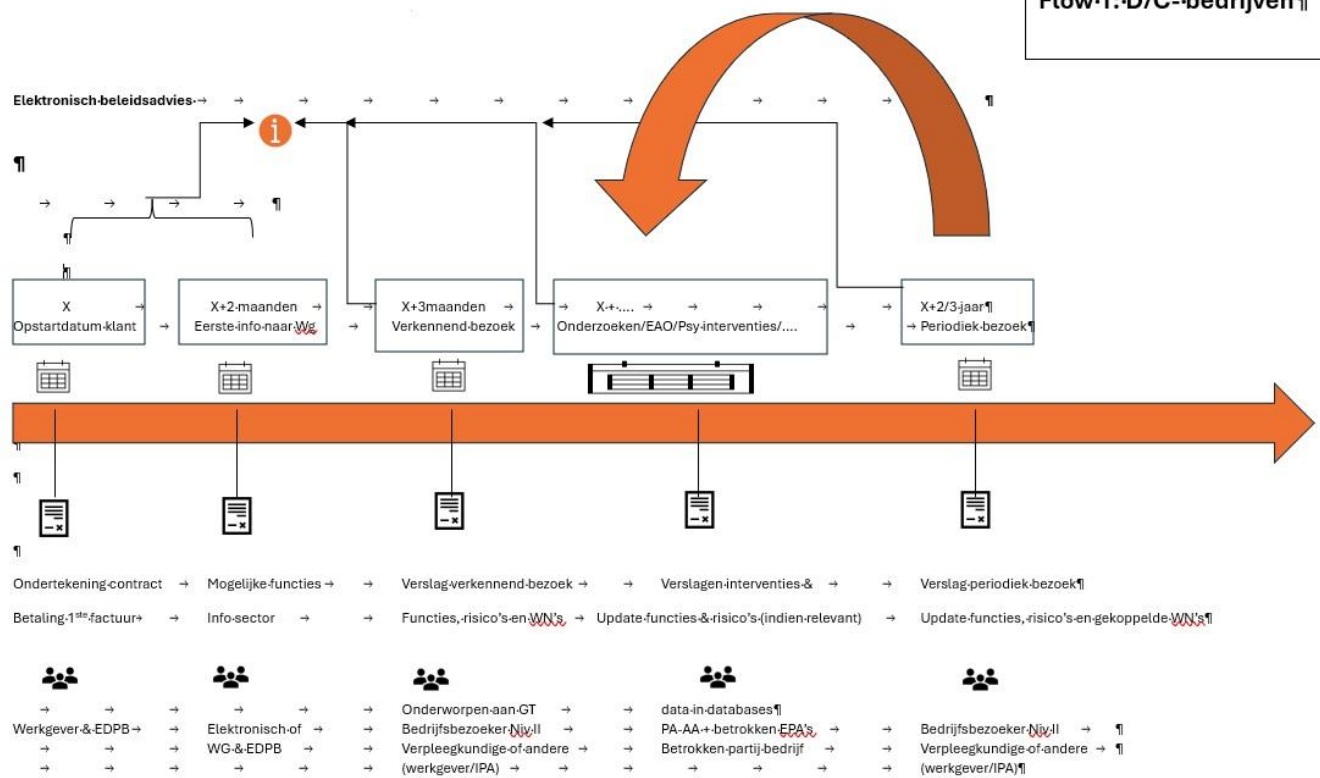 Flow 1: D/C- bedrijven
Elektronisch beleidsadvies
i
X
Opstartdatum klant
X+2 maanden
Eerste info naar Wg
X+3maanden
Verkennend bezoek
X +....
Onderzoeken/EAO/Psy interventies/....
X+2/3 jaar
Periodiek bezoek
Ondertekening contract Mogelijke functies Verslag verkennend bezoek Verslagen interventies & Verslag periodiek bezoek
Betaling 1ste factuur Info sector Functies, risico's en WN's Update functies & risico's (indien relevant) Update functies, risico's en gekoppelde WN's
Onderworpen aan GT data in databases
Werkgever & EDPB Elektronisch of Bedrijfsbezoeker Niv II PA-AA + betrokken EPA's Bedrijfsbezoeker Niv II
WG & EDPB Verpleegkundige of andere Betrokken partij bedrijf Verpleegkundige of andere
(werkgever/IPA) (werkgever/IPA)